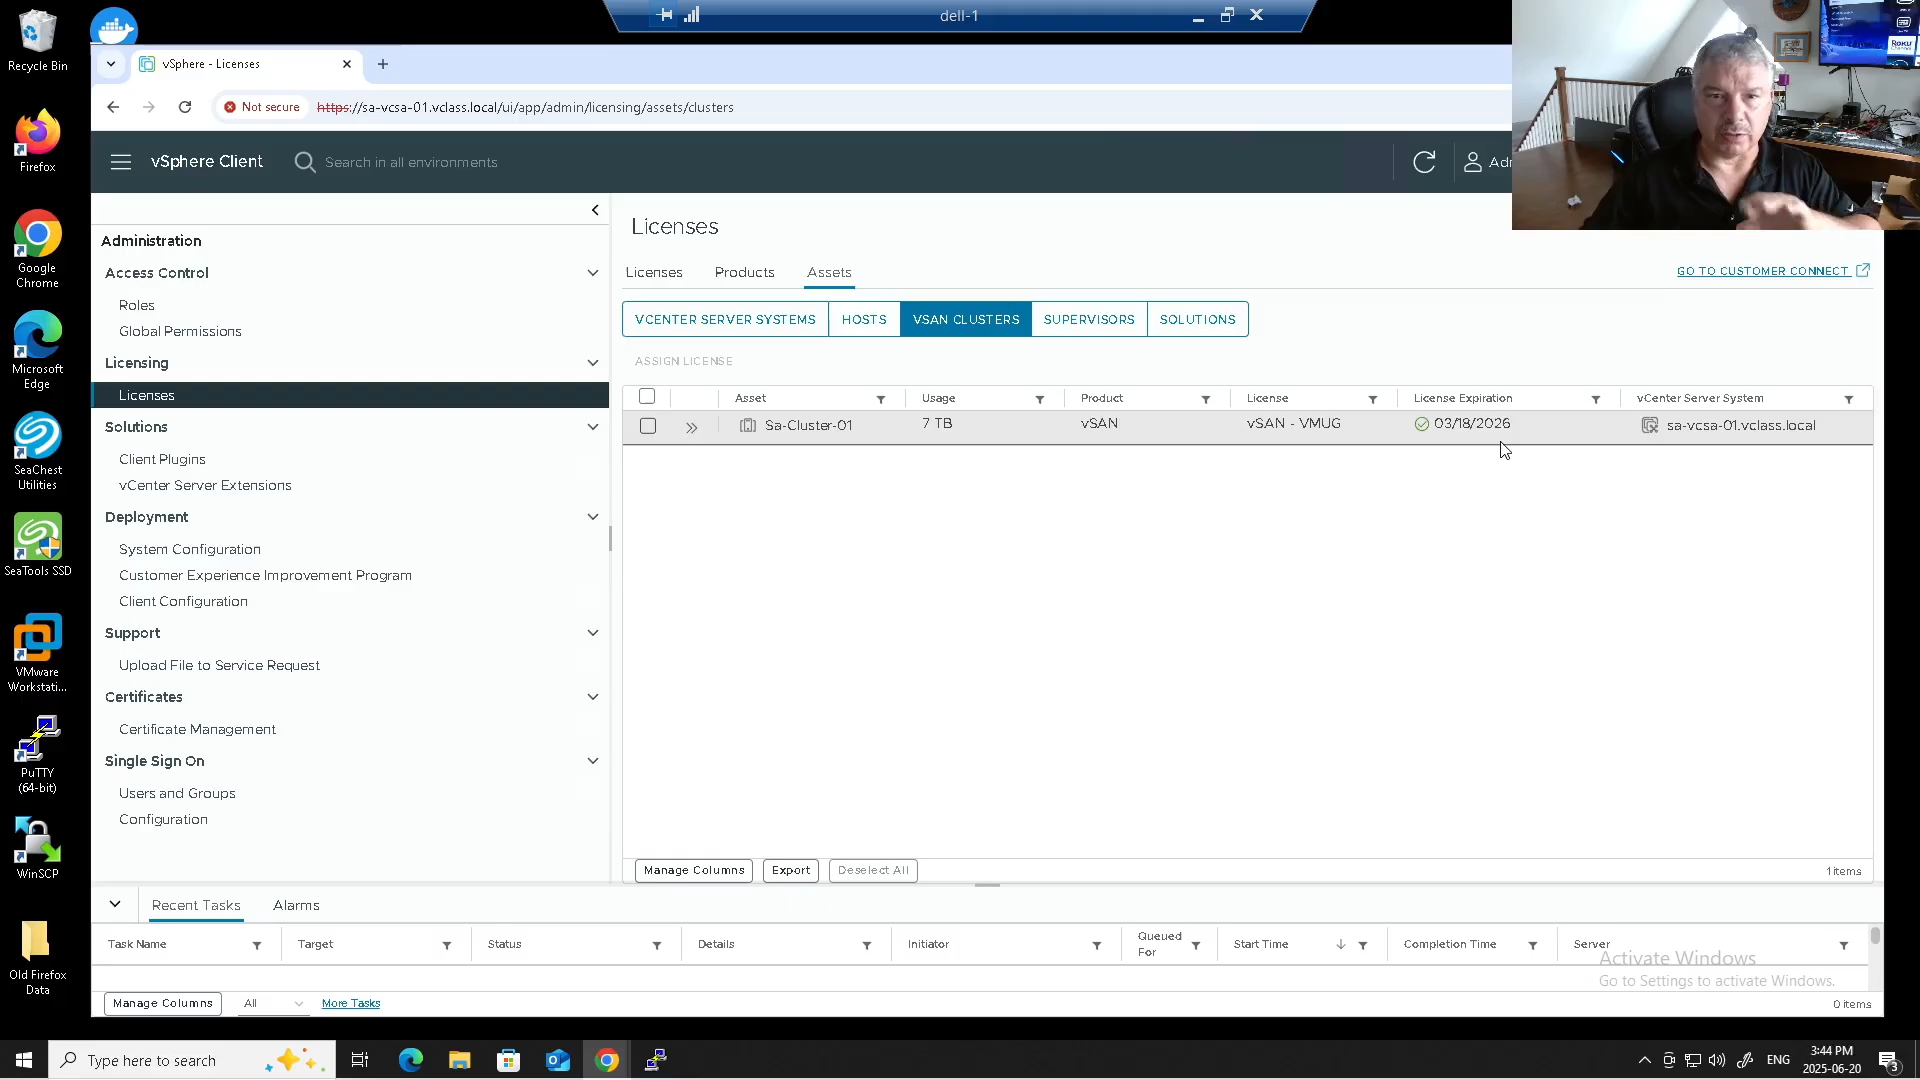 dell-1
Recycle Bin
Firefox
Google
Chrome
Microsoft
Edge
SeaChest
Utilities
SeaTools SSD
VMware
Workstati...
PuTTY
(64-bit)
WinSCP
Old Firefox
Data
vSphere - Licenses
Not secure
https://sa-vcsa-01.vclass.local/ui/app/admin/licensing/assets/clusters
vSphere Client
Search in all environments
Adm
Administration
Access Control
Roles
Global Permissions
Licensing
Licenses
Solutions
Client Plugins
vCenter Server Extensions
Deployment
System Configuration
Customer Experience Improvement Program
Client Configuration
Support
Upload File to Service Request
Certificates
Certificate Management
Single Sign On
Users and Groups
Configuration
Licenses
Licenses Products Assets
GO TO CUSTOMER CONNECT
VCENTER SERVER SYSTEMS HOSTS VSAN CLUSTERS SUPERVISORS SOLUTIONS
ASSIGN LICENSE
Asset Usage Product License License Expiration vCenter Server System
Sa-Cluster-01 7 TB vSAN vSAN - VMUG 03/18/2026 sa-vcsa-01.vclass.local
Manage Columns Export Deselect All 1 items
Recent Tasks Alarms
Task Name Target Status Details Initiator Queued For Start Time Completion Time Server
Manage Columns All More Tasks 0 items
Activate Windows
Go to Settings to activate Windows.
Type here to search
ENG
3:44 PM
2025-06-20
3
Roku